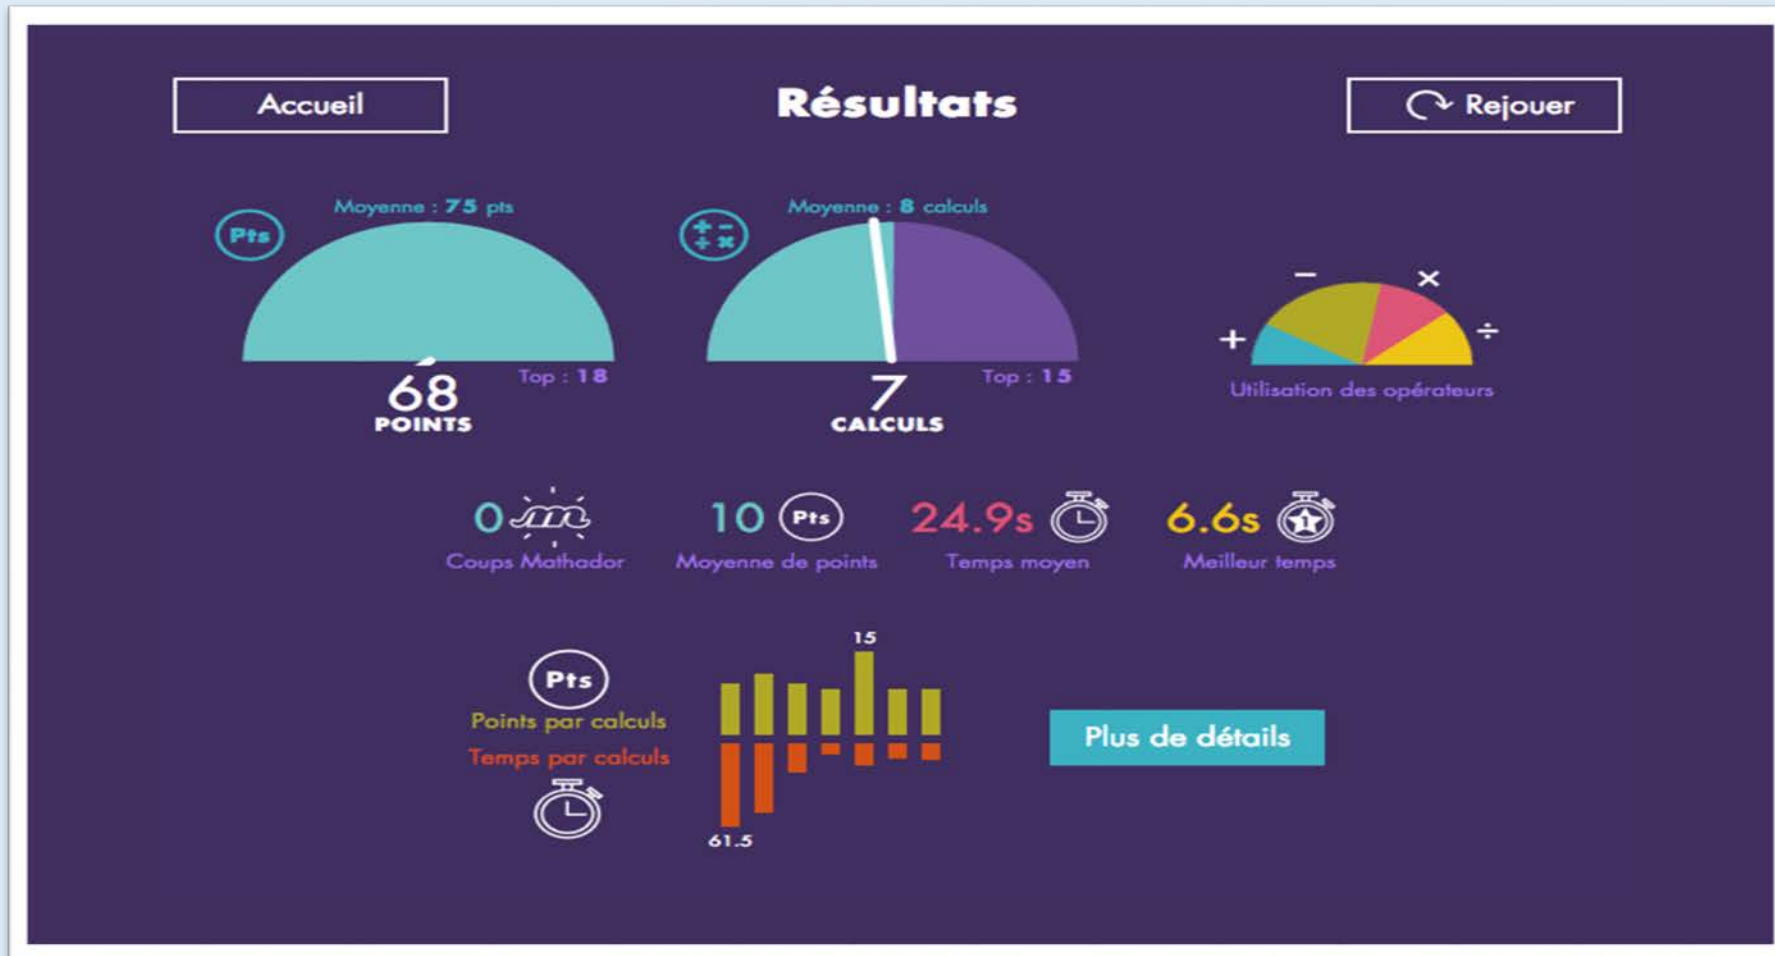 Accueil
Résultats
Rejouer
Pts
Moyenne : 75 pts
68
POINTS
Top : 18
Moyenne : 8 calculs
7
CALCULS
Top : 15
+
−
×
÷
Utilisation des opérateurs
0
Coups Mathador
10 Pts
Moyenne de points
24.9s
Temps moyen
6.6s 1
Meilleur temps
Pts
Points par calculs
Temps par calculs
15
61.5
Plus de détails